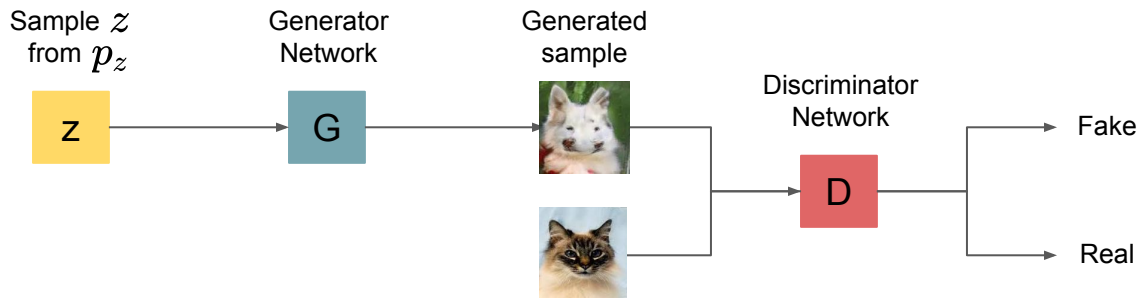 Sample z
from p_z
Generator
Network
Generated
sample
Discriminator
Network
z
G
D
Fake
Real